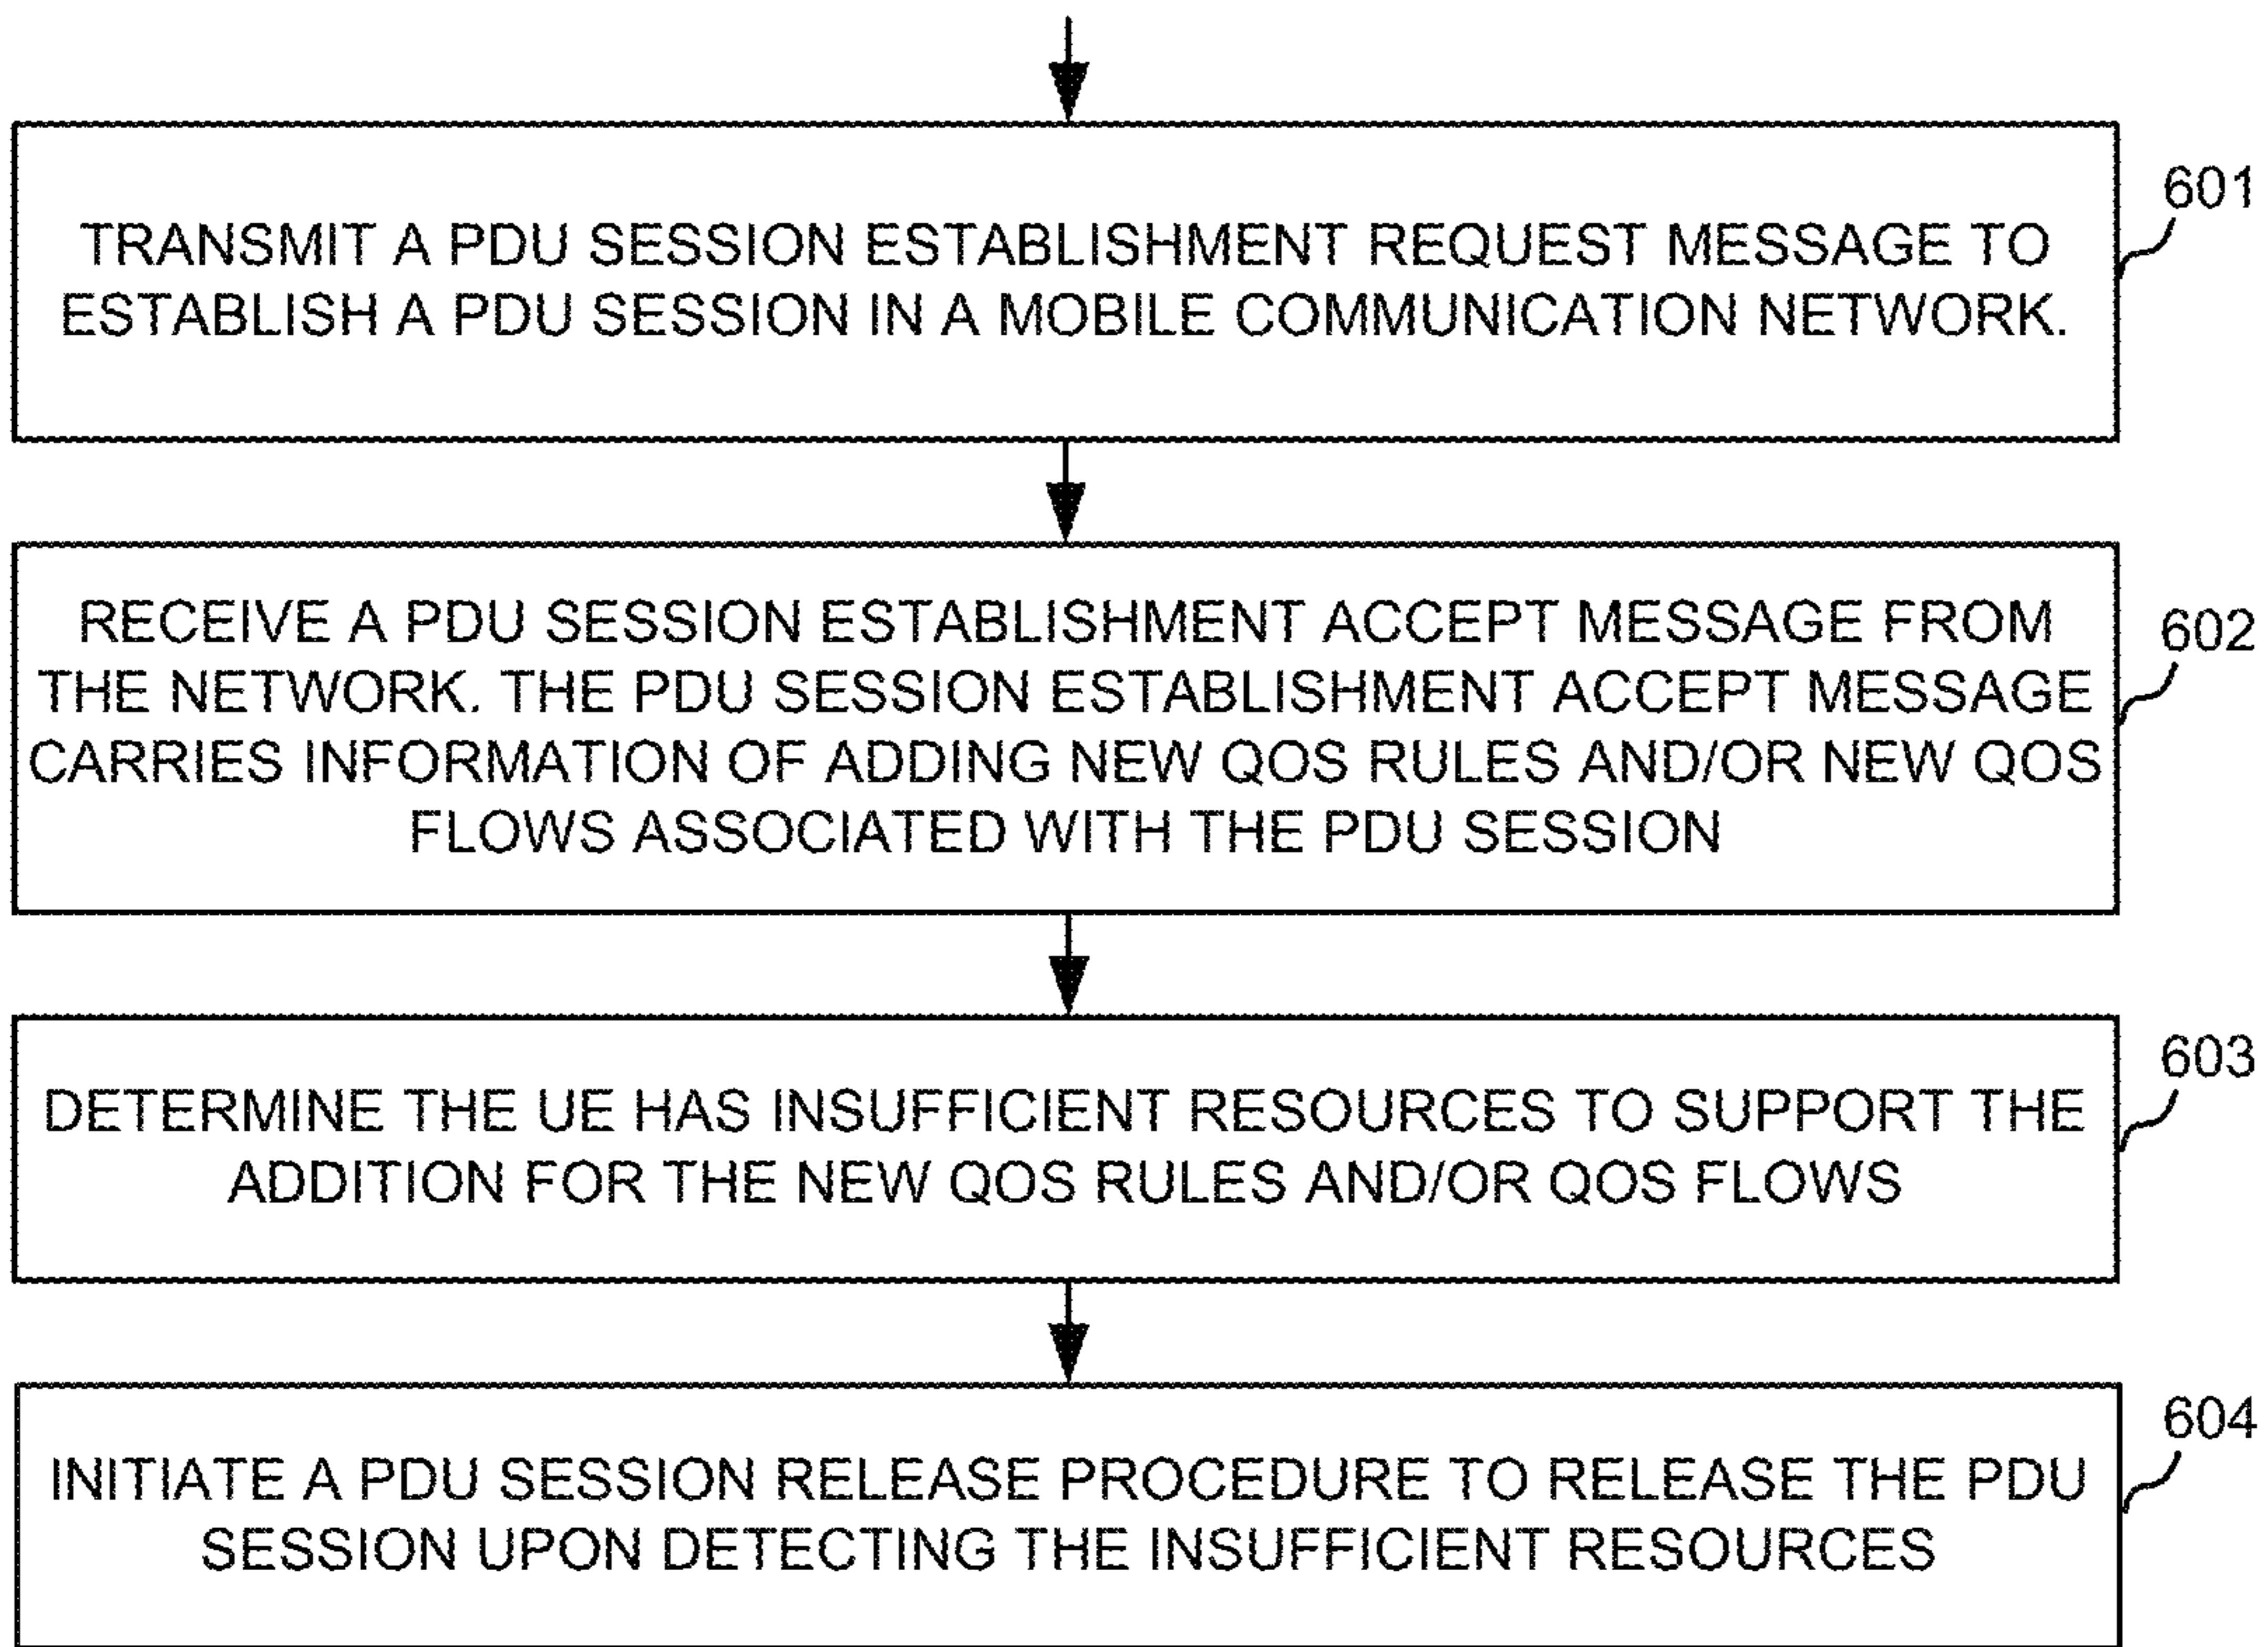 TRANSMIT A PDU SESSION ESTABLISHMENT REQUEST MESSAGE TO
ESTABLISH A PDU SESSION IN A MOBILE COMMUNICATION NETWORK.
601
RECEIVE A PDU SESSION ESTABLISHMENT ACCEPT MESSAGE FROM
THE NETWORK. THE PDU SESSION ESTABLISHMENT ACCEPT MESSAGE
CARRIES INFORMATION OF ADDING NEW QOS RULES AND/OR NEW QOS
FLOWS ASSOCIATED WITH THE PDU SESSION
602
DETERMINE THE UE HAS INSUFFICIENT RESOURCES TO SUPPORT THE
ADDITION FOR THE NEW QOS RULES AND/OR QOS FLOWS
603
INITIATE A PDU SESSION RELEASE PROCEDURE TO RELEASE THE PDU
SESSION UPON DETECTING THE INSUFFICIENT RESOURCES
604